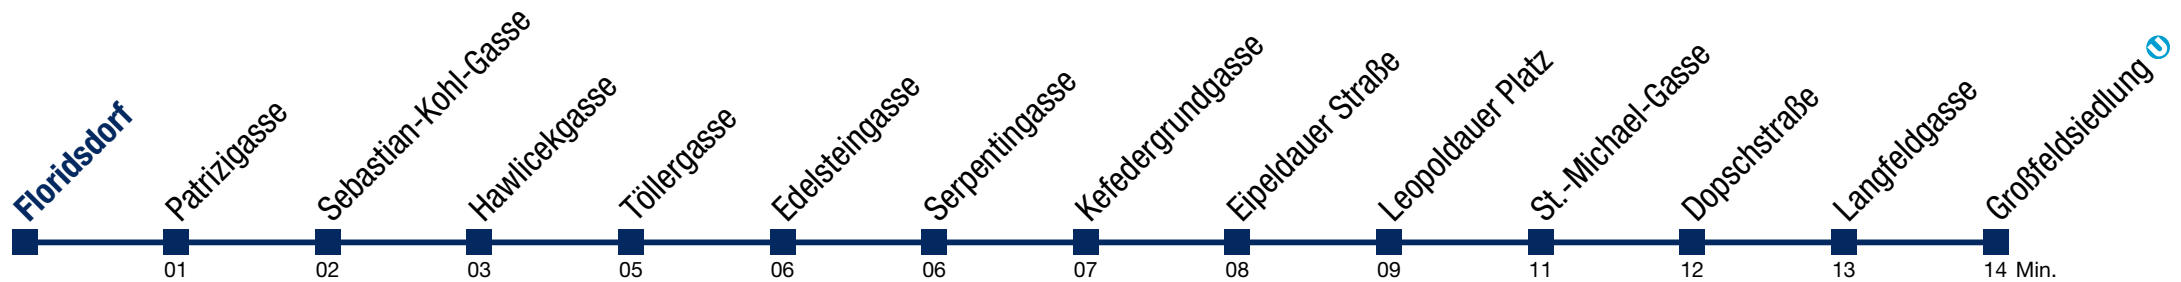 Floridsdorf
Patrizigasse
Sebastian-Kohl-Gasse
Hawlicekgasse
Töllergasse
Edelsteingasse
Serpentingasse
Kefedergrundgasse
Eipeldauer Straße
Leopoldauer Platz
St.-Michael-Gasse
Dopschstraße
Langfeldgasse
Großfeldsiedlung U
01 02 03 05 06 06 07 08 09 11 12 13 14 Min.